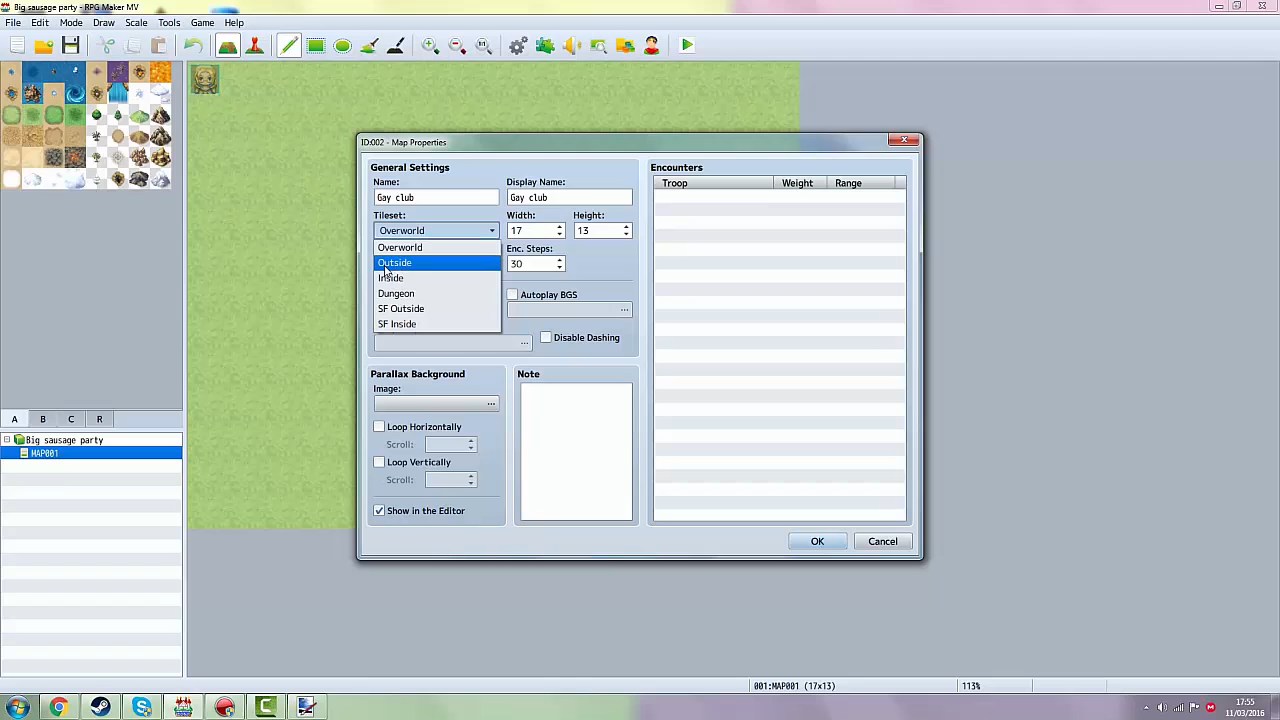 Big sausage party - RPG Maker MV
File Edit Mode Draw Scale Tools Game Help
1:1
ID:002 - Map Properties
General Settings
Name:
Display Name:
Gay club
Gay club
Tileset:
Width:
Height:
Overworld
17
13
Overworld
Outside
Inside
Dungeon
SF Outside
SF Inside
Enc. Steps:
30
Autoplay BGS
...
...
Disable Dashing
Parallax Background
Image:
...
Loop Horizontally
Scroll:
Loop Vertically
Scroll:
Show in the Editor
Note
Encounters
Troop Weight Range
OK
Cancel
A B C R
Big sausage party
MAP001
001:MAP001 (17x13)
113%
17:55
11/03/2016